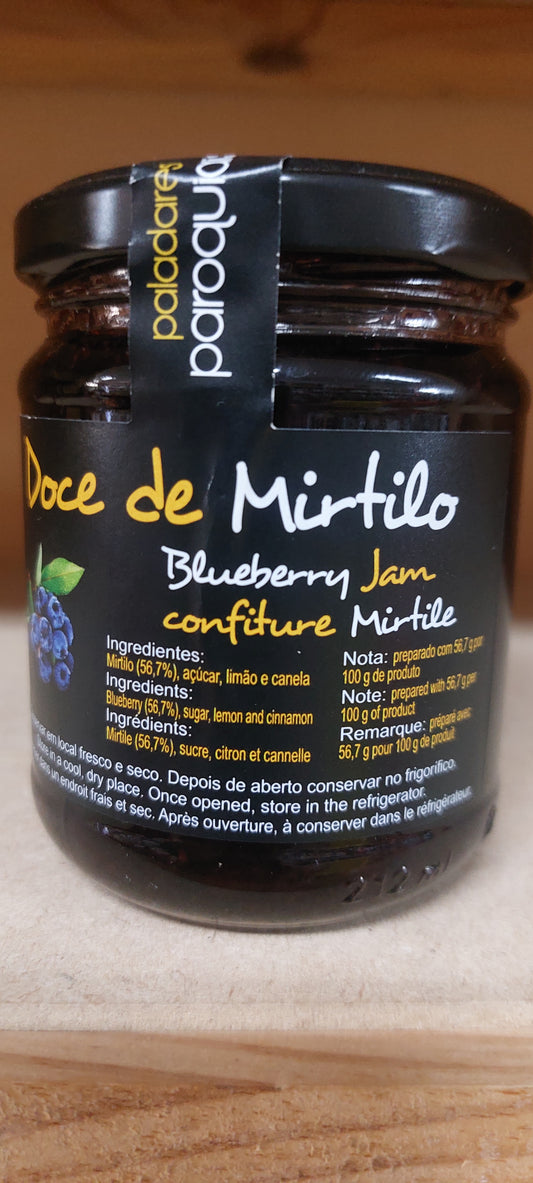 paladares
paroquia
Doce de Mirtilo
Blueberry Jam
confiture Mirtile
Ingredientes:
Mirtilo (56,7%), açúcar, limão e canela
Ingredients:
Blueberry (56,7%), sugar, lemon and cinnamon
Ingrédients:
Mirtile (56,7%), sucre, citron et cannelle
Nota: preparado com 56,7 g por
100 g de produto
Note: prepared with 56,7 g per
100 g of product
Remarque: préparé avec
56,7 g pour 100 g de produit
em local fresco e seco. Depois de aberto conservar no frigorífico.
Store in a cool, dry place. Once opened, store in the refrigerator.
dans un endroit frais et sec. Après ouverture, à conserver dans le réfrigérateur.
212 ml